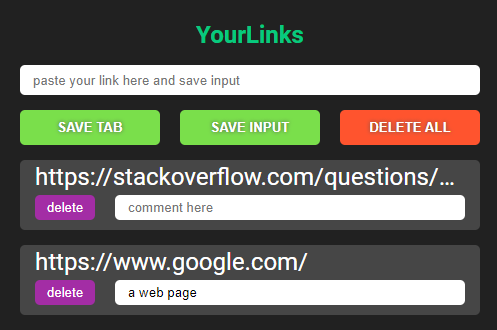 YourLinks
paste your link here and save input
SAVE TAB SAVE INPUT DELETE ALL
https://stackoverflow.com/questions/...
delete comment here
https://www.google.com/
delete a web page